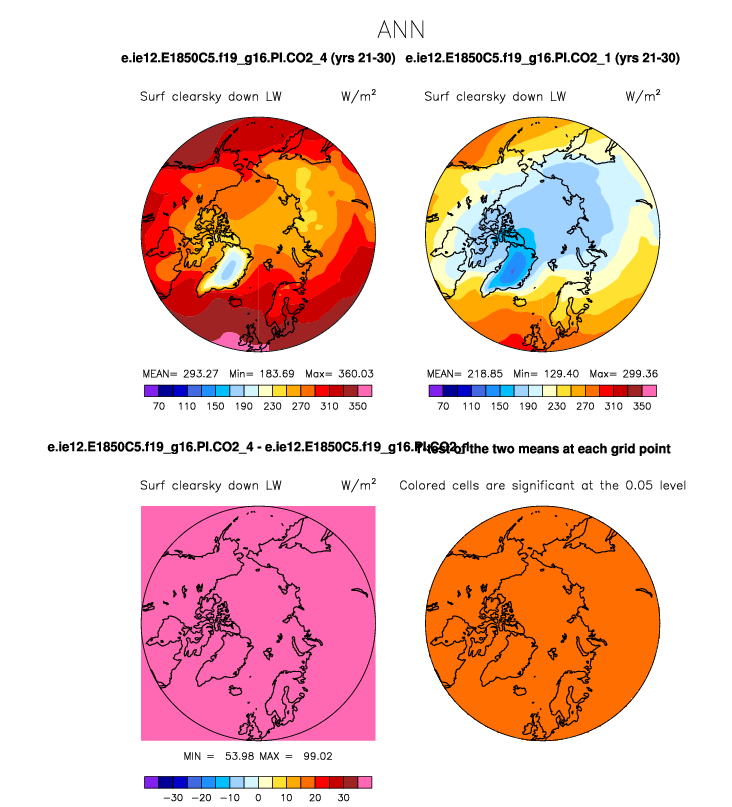 ANN
e.ie12.E1850C5.f19_g16.PI.CO2_4 (yrs 21-30) e.ie12.E1850C5.f19_g16.PI.CO2_1 (yrs 21-30)
Surf clearsky down LW W/m² Surf clearsky down LW W/m²
MEAN= 293.27 Min= 183.69 Max= 360.03 MEAN= 218.85 Min= 129.40 Max= 299.36
70 110 150 190 230 270 310 350 70 110 150 190 230 270 310 350
e.ie12.E1850C5.f19_g16.PI.CO2_4 - e.ie12.E1850C5.f19_g16.PI.CO2_1 T-test of the two means at each grid point
Surf clearsky down LW W/m² Colored cells are significant at the 0.05 level
MIN = 53.98 MAX = 99.02
-30 -20 -10 0 10 20 30